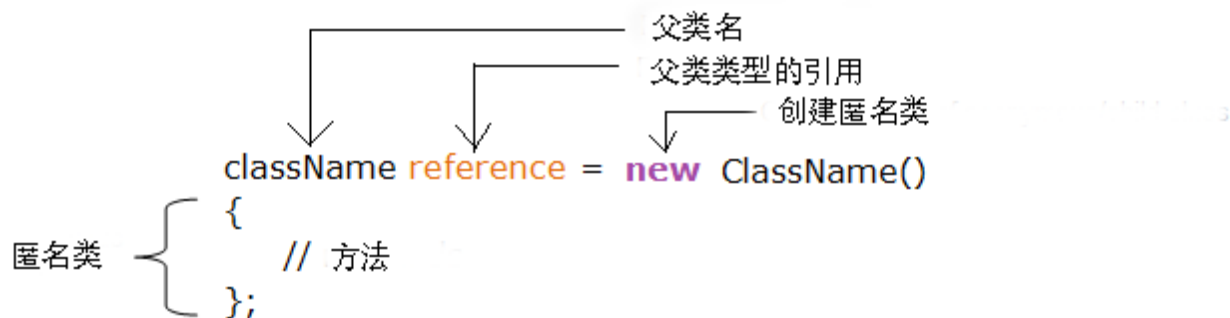 父类名
父类类型的引用
创建匿名类
className reference = new ClassName()
{
匿名类
// 方法
};